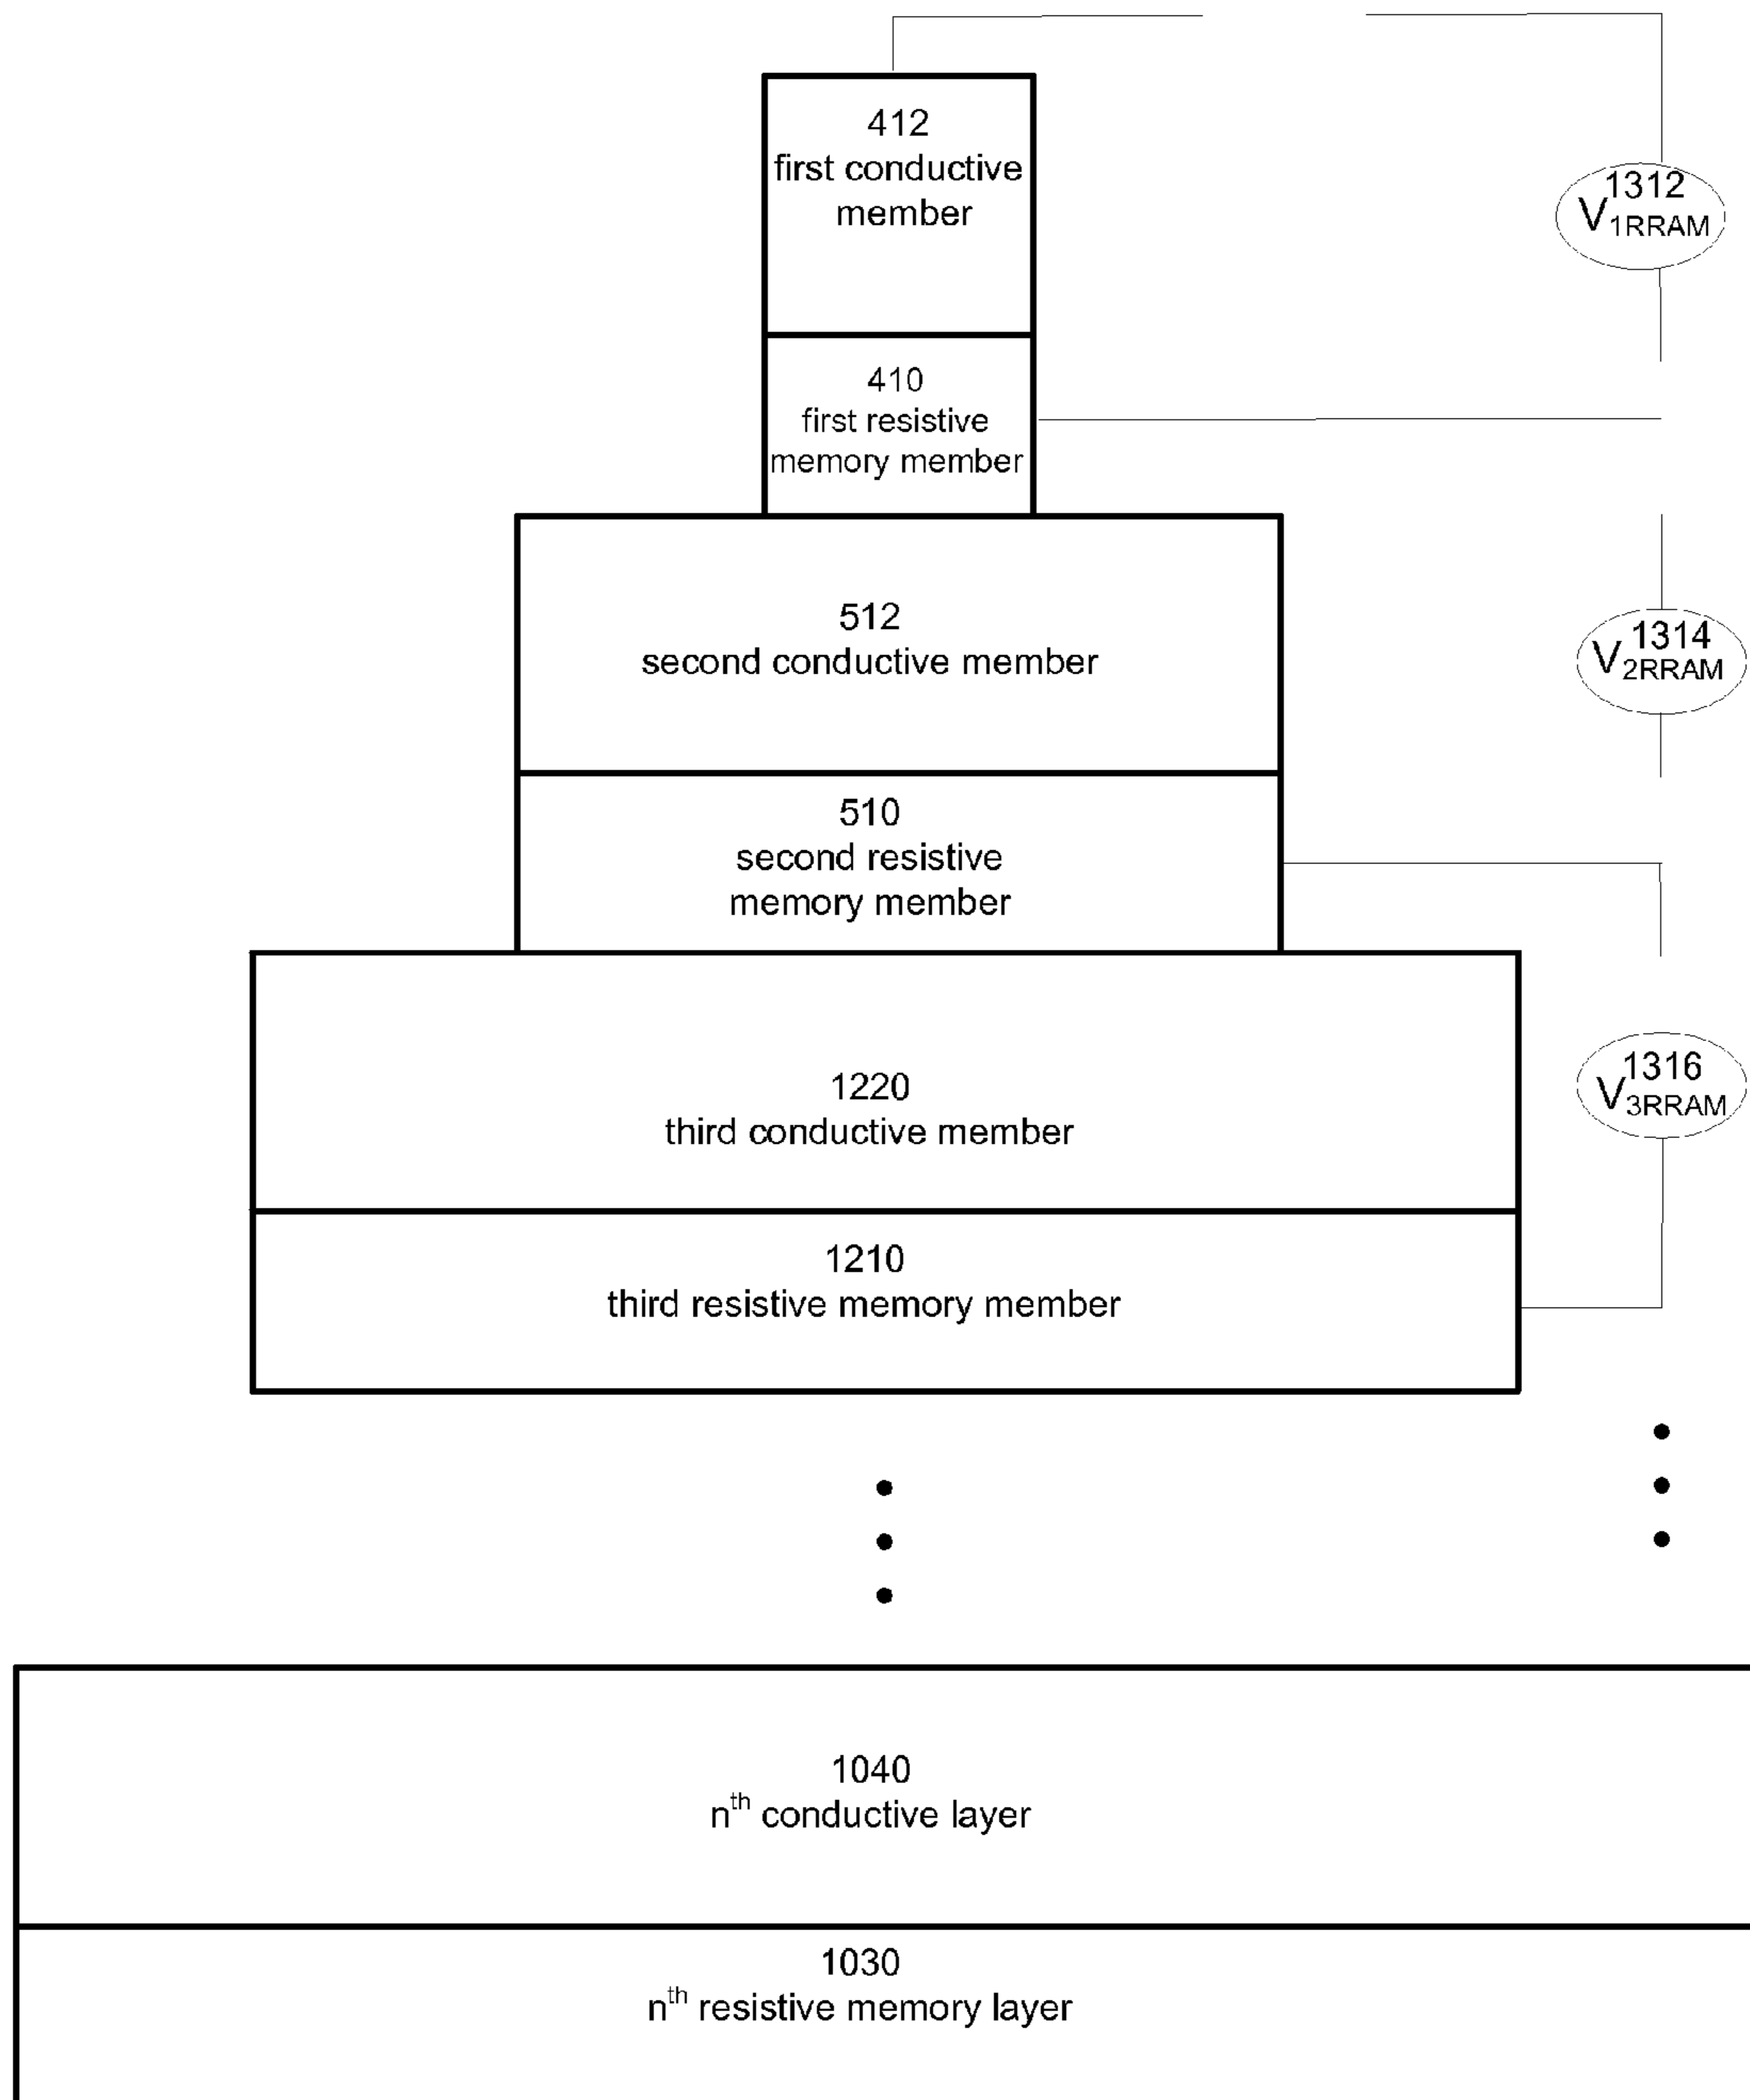 412
first conductive
member
1312
V1RRAM
410
first resistive
memory member
512
second conductive member
1314
V2RRAM
510
second resistive
memory member
1220
third conductive member
1316
V3RRAM
1210
third resistive memory member
1040
nth conductive layer
1030
nth resistive memory layer